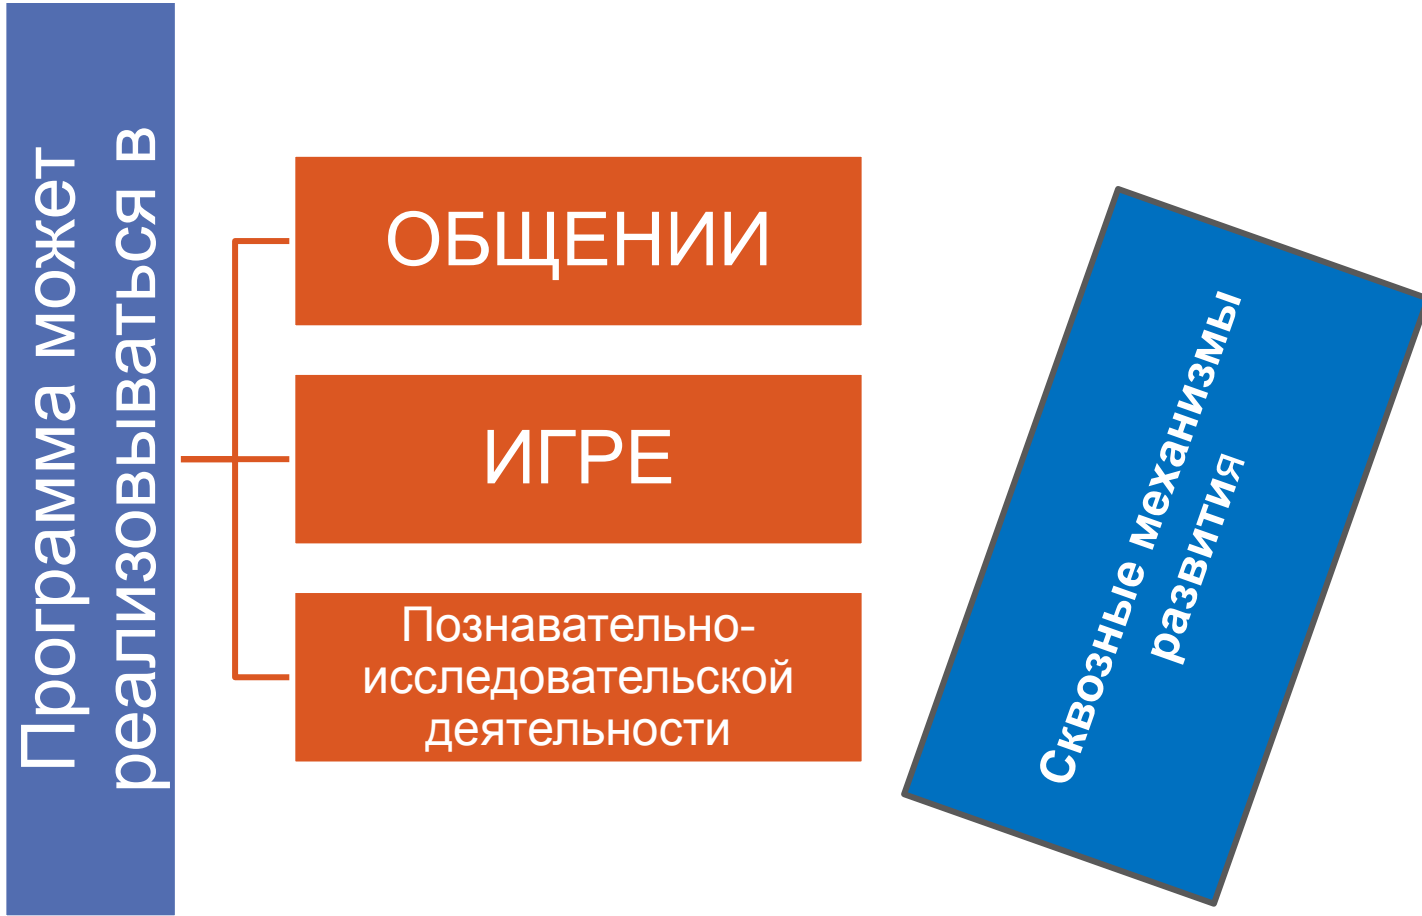 Программа может
реализовываться в
ОБЩЕНИИ
ИГРЕ
Познавательно-
исследовательской
деятельности
Сквозные механизмы
развития